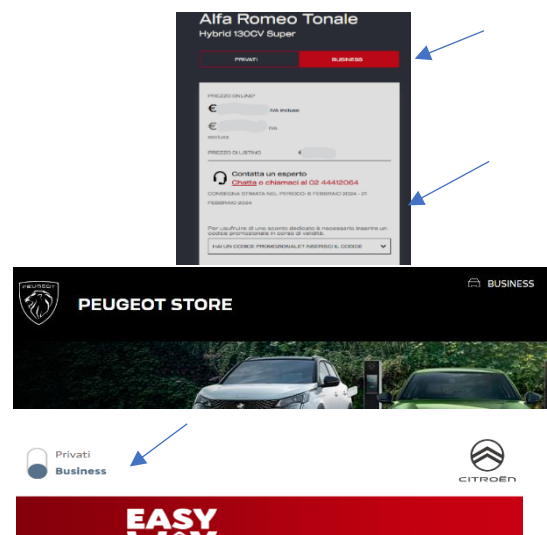 Alfa Romeo Tonale
Hybrid 130CV Super
PRIVATI
BUSINESS
PREZZO ONLINE*
€ IVA inclusa
€ IVA
esclusa
PREZZO DI LISTINO €
Contatta un esperto
Chatta o chiamaci al 02 44412064
CONSEGNA STIMATA NEL PERIODO: 6 FEBBRAIO 2024 - 21
FEBBRAIO 2024
Per usufruire di uno sconto dedicato è necessario inserire un
codice promozionale in corso di validità.
HAI UN CODICE PROMOZIONALE? INSERISCI IL CODICE
PEUGEOT
PEUGEOT STORE
BUSINESS
Privati
Business
CITROËN
EASY